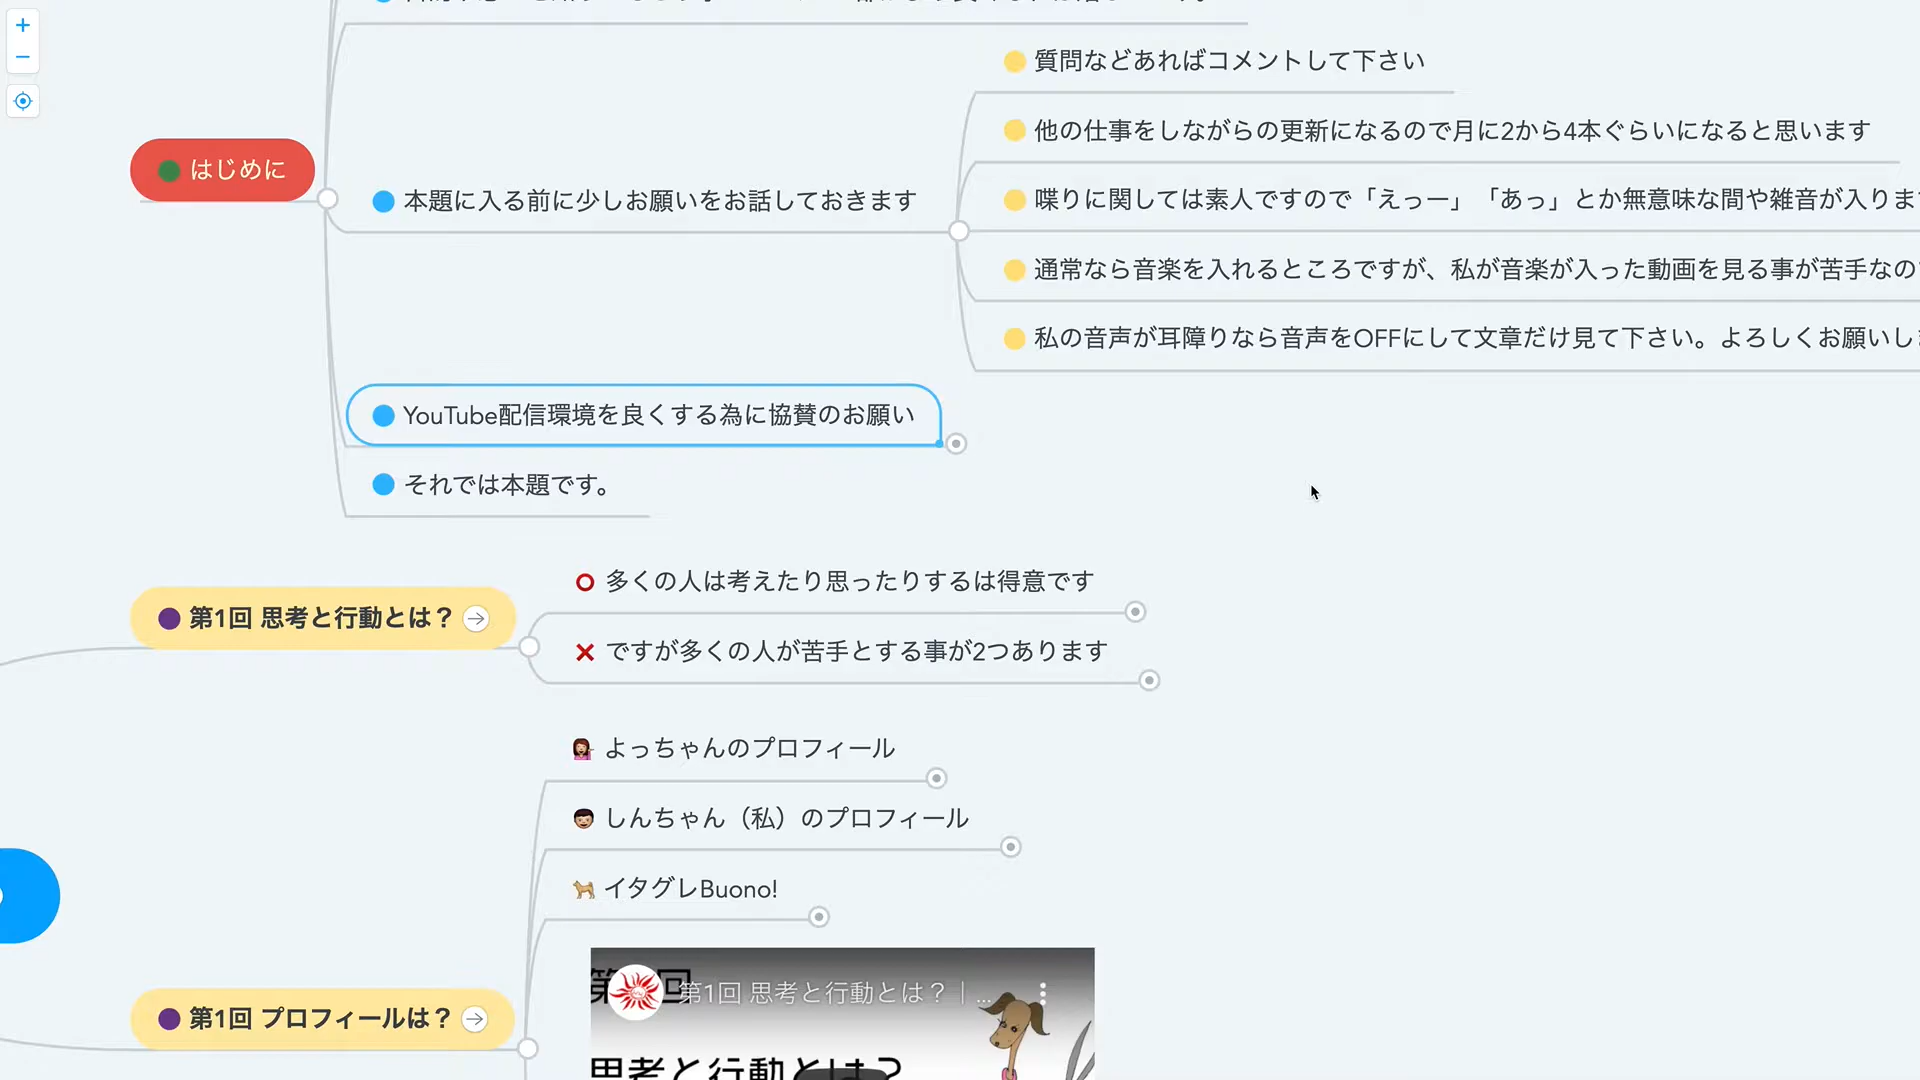 質問などあればコメントして下さい
他の仕事をしながらの更新になるので月に2から4本ぐらいになると思います
はじめに
本題に入る前に少しお願いをお話しておきます
喋りに関しては素人ですので「えっー」「あっ」とか無意味な間や雑音が入りま
通常なら音楽を入れるところですが、私が音楽が入った動画を見る事が苦手なの
私の音声が耳障りなら音声をOFFにして文章だけ見て下さい。よろしくお願いし
YouTube配信環境を良くする為に協賛のお願い
それでは本題です。
第1回 思考と行動とは？
多くの人は考えたり思ったりするは得意です
ですが多くの人が苦手とする事が2つあります
よっちゃんのプロフィール
しんちゃん（私）のプロフィール
イタグレBuono!
第1回 プロフィールは？
第1回 思考と行動とは？｜...
思考と行動とは？